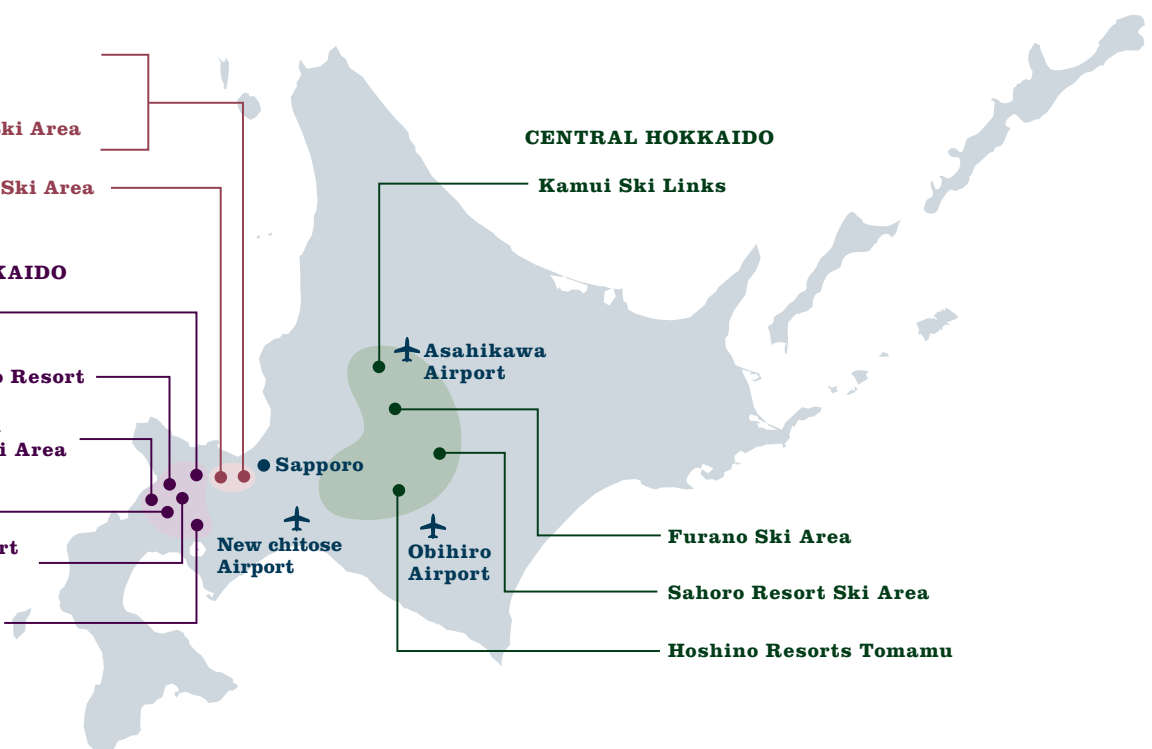 Ski Area
CENTRAL HOKKAIDO
Kamui Ski Links
Ski Area
KAIDO
Asahikawa
Airport
o Resort
i Area
Sapporo
rt
New chitose
Airport
Obihiro
Airport
Furano Ski Area
Sahoro Resort Ski Area
Hoshino Resorts Tomamu